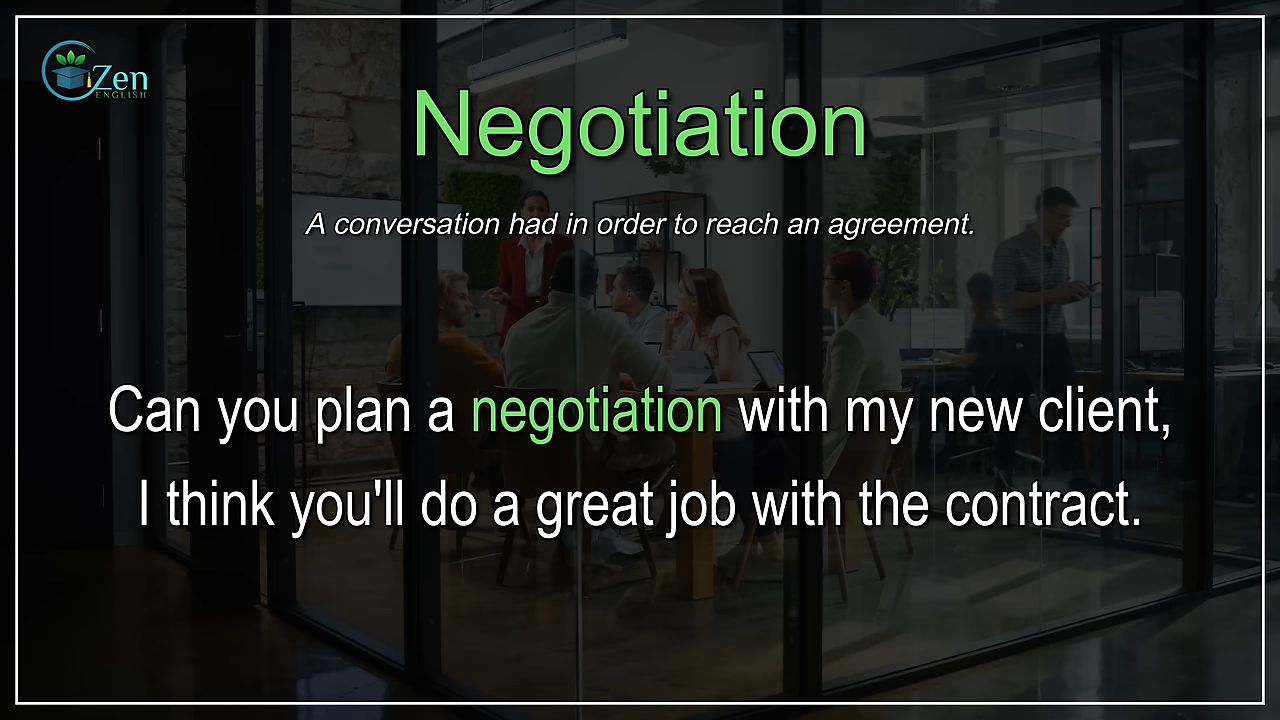 Zen
ENGLISH
Negotiation
A conversation had in order to reach an agreement.
Can you plan a negotiation with my new client,
I think you'll do a great job with the contract.